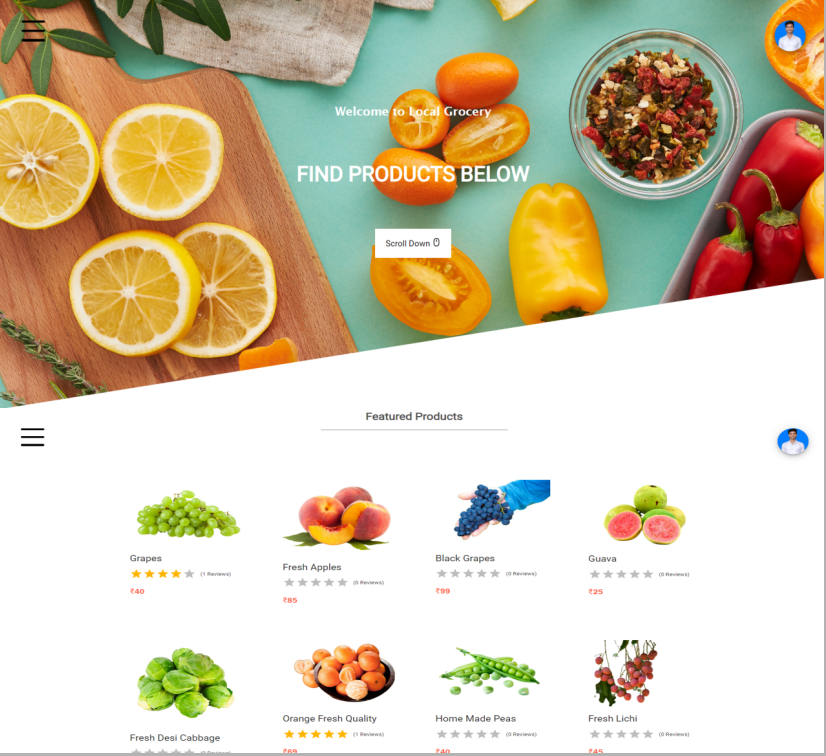 Welcome to Local Grocery
FIND PRODUCTS BELOW
Scroll Down
Featured Products
Grapes
(1 Reviews)
₹40
Fresh Apples
(0 Reviews)
₹85
Black Grapes
(0 Reviews)
₹99
Guava
(0 Reviews)
₹25
Fresh Desi Cabbage
(0 Reviews)
Orange Fresh Quality
(1 Reviews)
₹69
Home Made Peas
(0 Reviews)
₹40
Fresh Lichi
(0 Reviews)
₹45